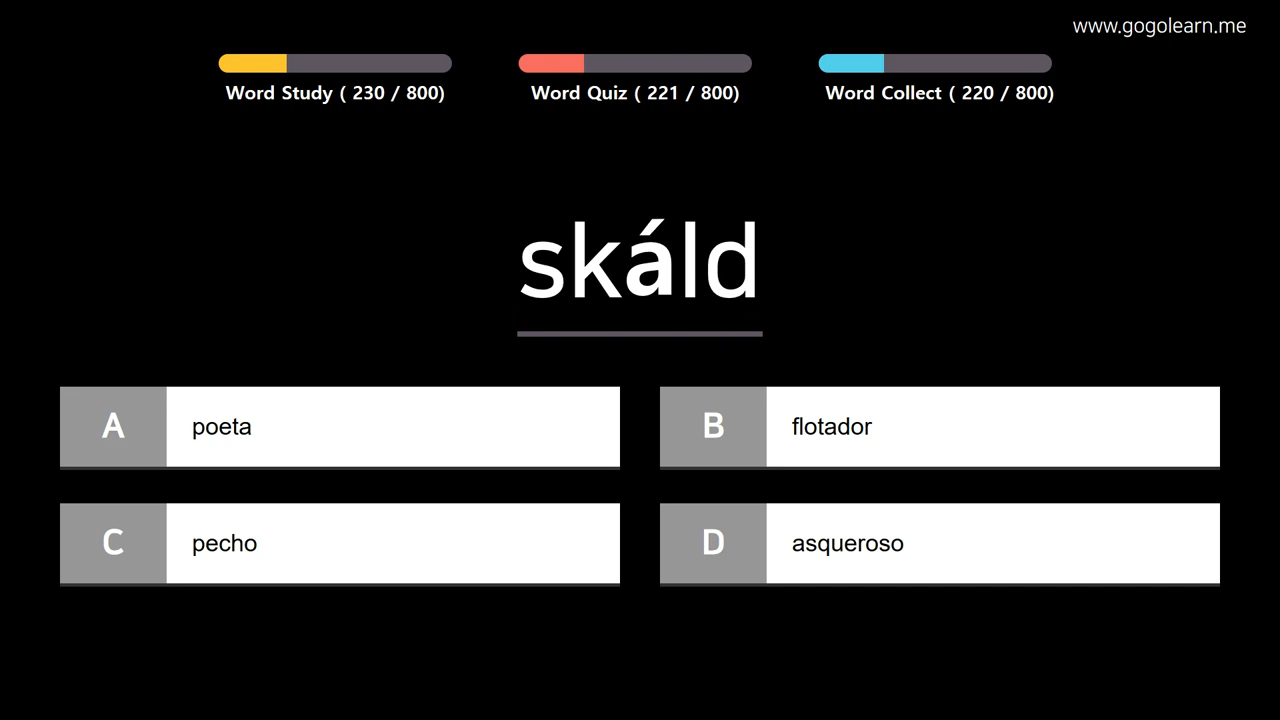 www.gogolearn.me
Word Study ( 230 / 800)
Word Quiz ( 221 / 800)
Word Collect ( 220 / 800)
skáld
A poeta
B flotador
C pecho
D asqueroso